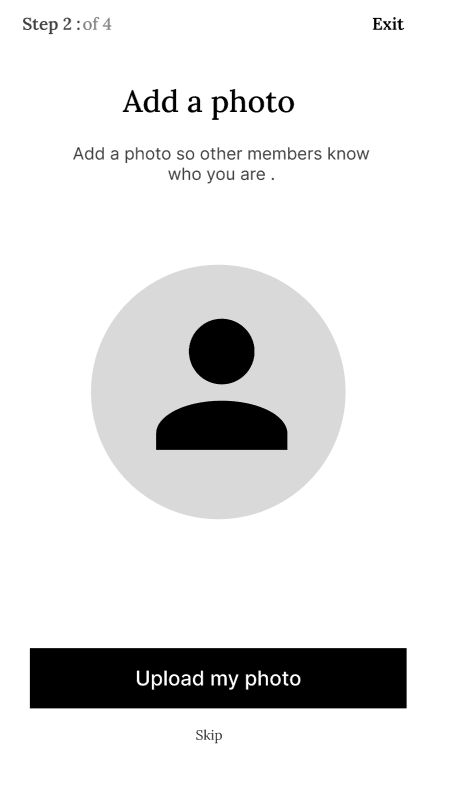 Step 2 :of 4
Exit
Add a photo
Add a photo so other members know
who you are .
Upload my photo
Skip